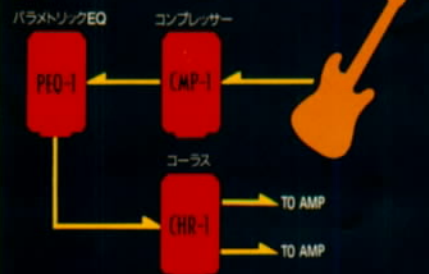 パラメトリックEQ
コンプレッサー
PEQ-1
CMP-1
コーラス
CHR-1
TO AMP
TO AMP